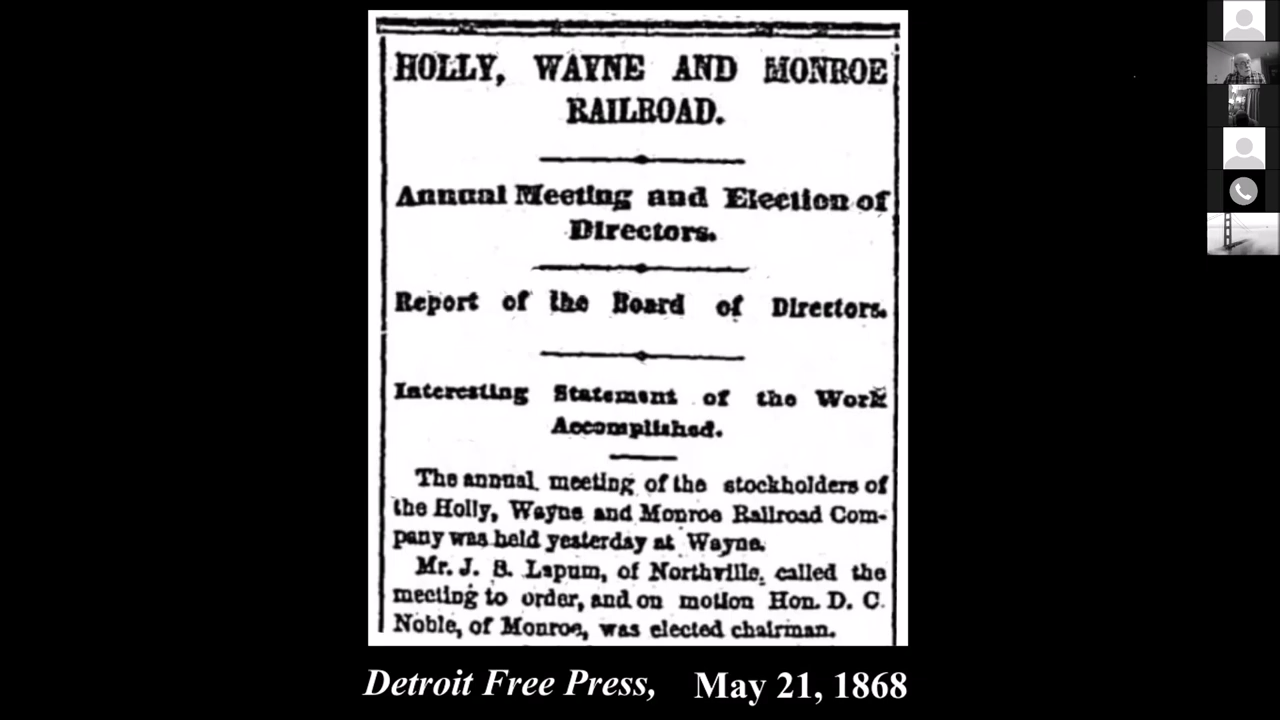 HOLLY, WAYNE AND MONROE
RAILROAD.
Annual Meeting and Election of
Directors.
Report of the Board of Directors.
Interesting Statement of the Work
Accomplished.
The annual meeting of the stockholders of
the Holly, Wayne and Monroe Railroad Com-
pany was held yesterday at Wayne.
Mr. J. B. Lapum, of Northville, called the
meeting to order, and on motion Hon. D. C.
Noble, of Monroe, was elected chairman.
Detroit Free Press, May 21, 1868